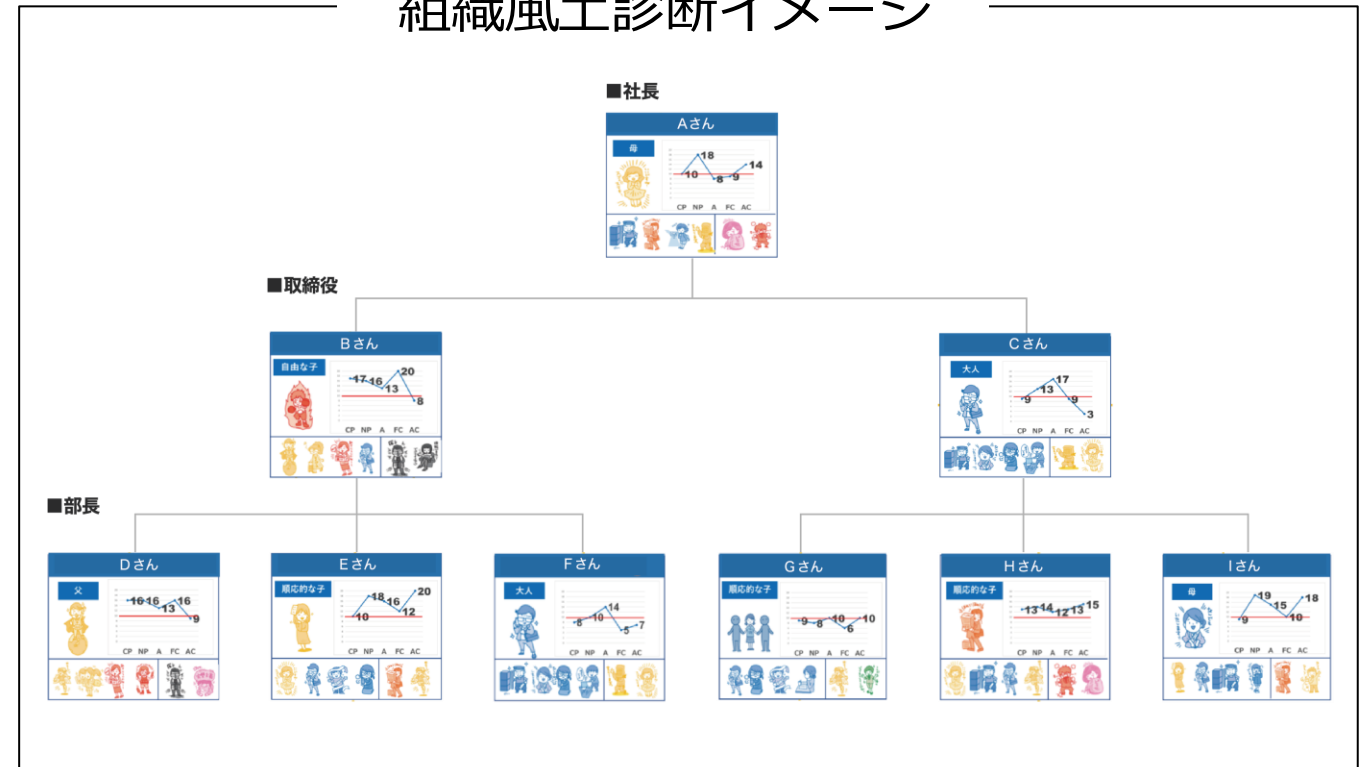 組織風土診断イメージ
■社長
Aさん
母
10 18 8 9 14
CP NP A FC AC
■取締役
Bさん
自由な子
17 16 13 20 8
CP NP A FC AC
Cさん
大人
9 13 17 9 3
CP NP A FC AC
■部長
Dさん
父
16 16 13 16 9
CP NP A FC AC
Eさん
順応的な子
10 18 16 12 20
CP NP A FC AC
Fさん
大人
8 10 14 5 7
CP NP A FC AC
Gさん
順応的な子
9 8 10 6 10
CP NP A FC AC
Hさん
順応的な子
13 14 12 13 15
CP NP A FC AC
Iさん
母
9 19 15 10 18
CP NP A FC AC